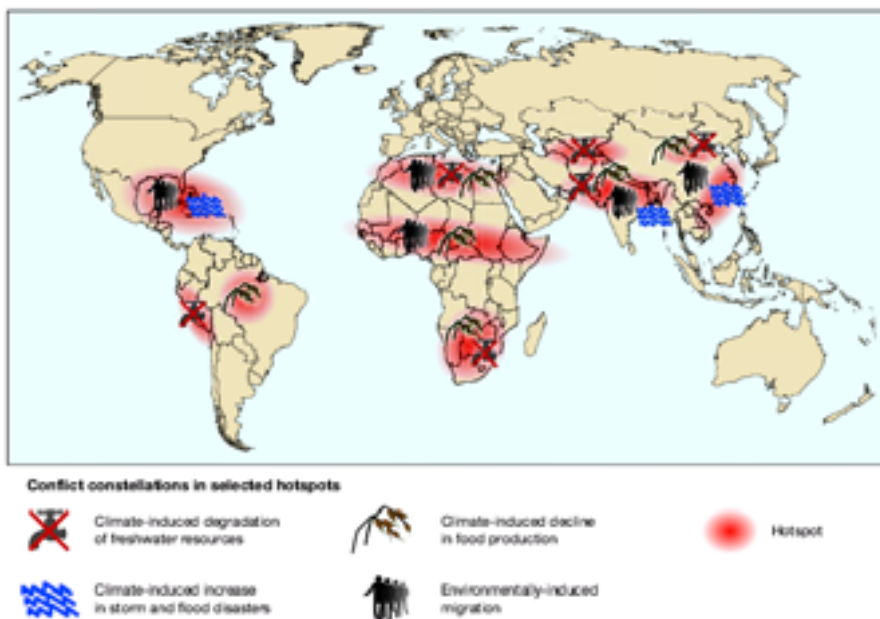 Conflict constellations in selected hotspots
Climate-induced degradation
of freshwater resources
Climate-induced decline
in food production
Hotspot
Climate-induced increase
in storm and flood disasters
Environmentally-induced
migration